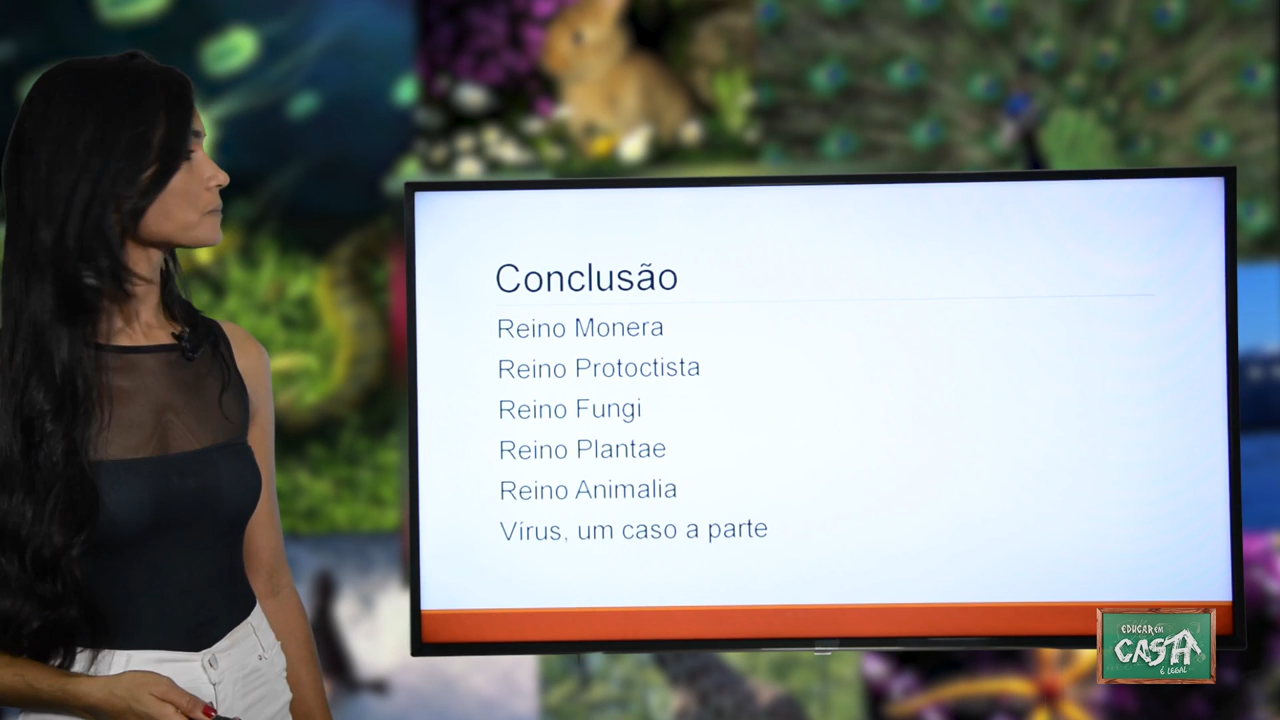 Conclusão
Reino Monera
Reino Protoctista
Reino Fungi
Reino Plantae
Reino Animalia
Vírus, um caso a parte
EDUCAR EM
CASA
É LEGAL